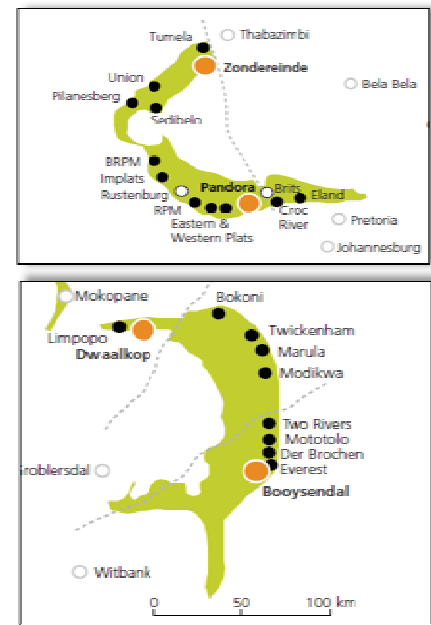 Tumela
Thabazimbi
Zondereinde
Union
Bela Bela
Pilanesberg
Sedibelo
BRPM
Implats
Pandora
Brits
Rustenburg
Eland
RPM
Croc
River
Eastern &
Western Plats
Pretoria
Johannesburg
Mokopane
Bokoni
Limpopo
Dwaalkop
Twickenham
Marula
Modikwa
Two Rivers
Mototolo
Der Brochen
Everest
Groblersdal
Booysendal
Witbank
0 50 100 km